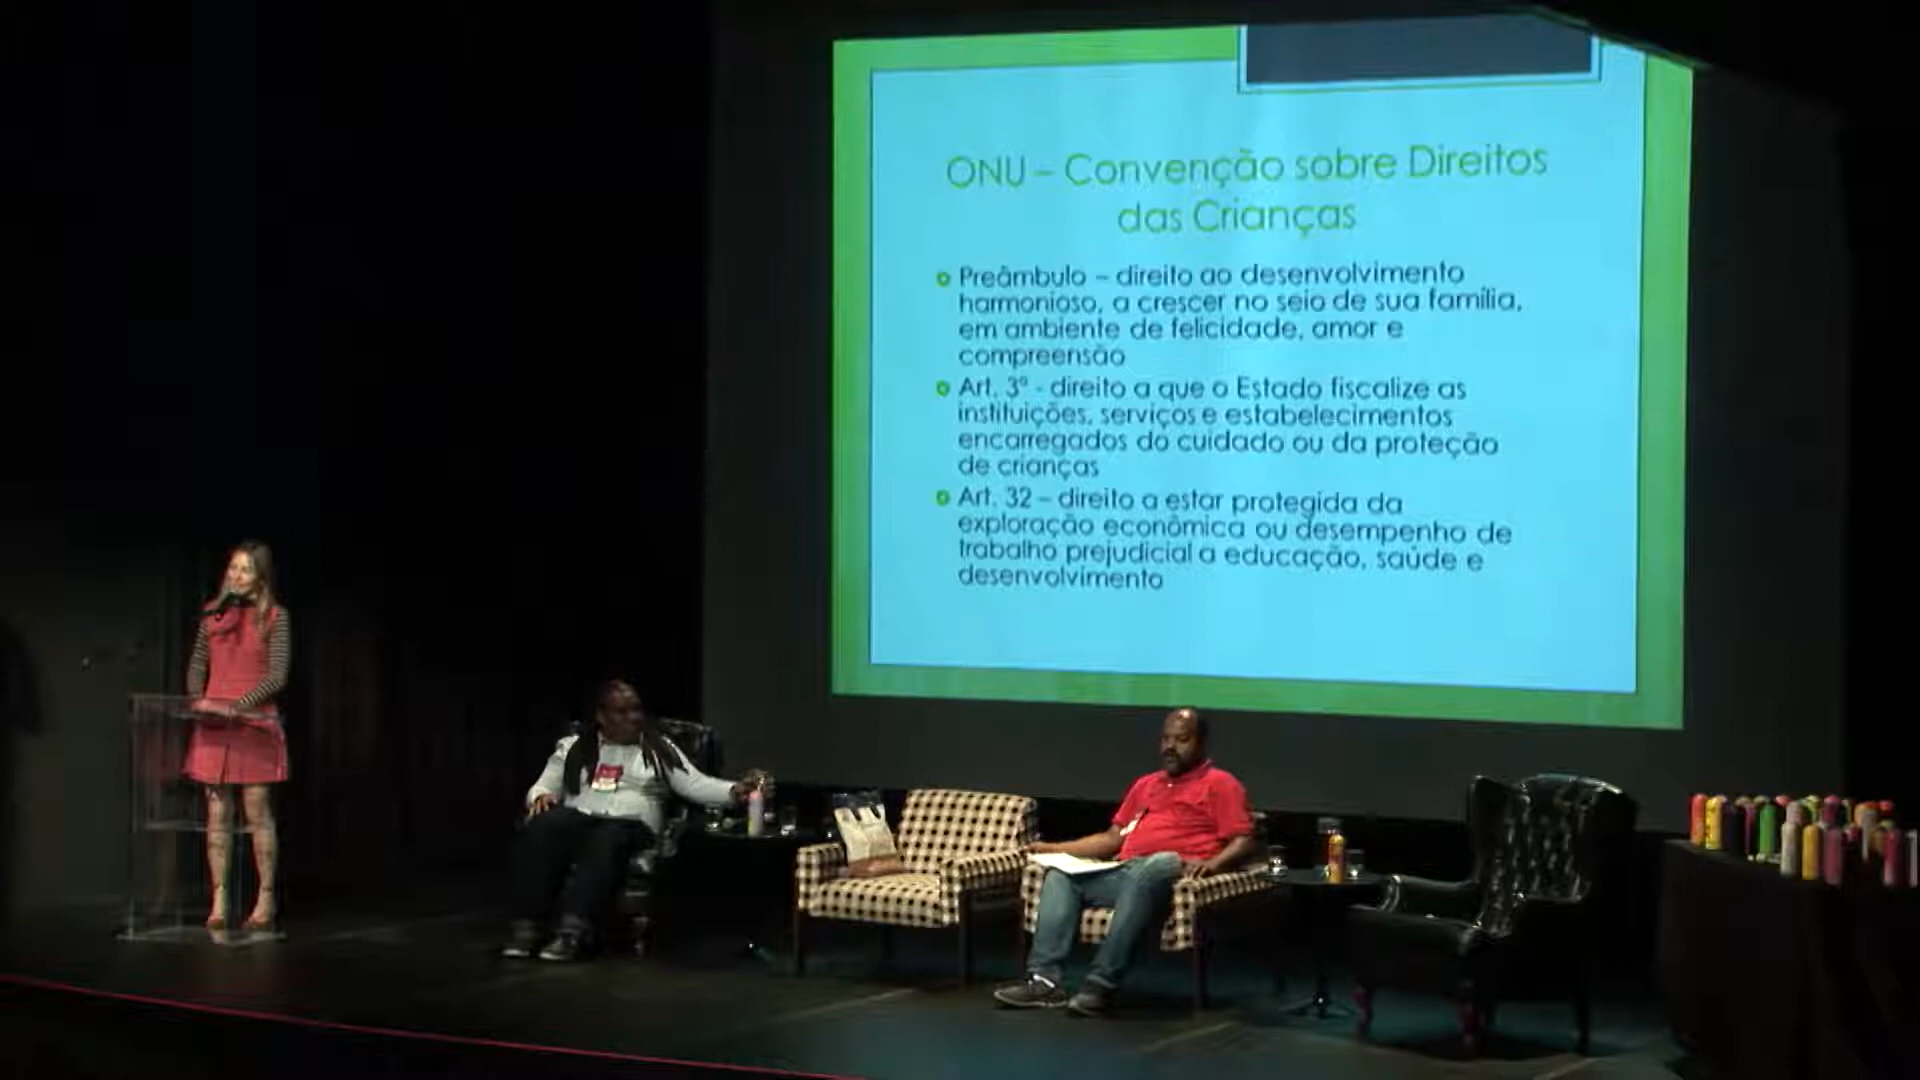 ONU – Convenção sobre Direitos
das Crianças
Preâmbulo – direito ao desenvolvimento
harmonioso, a crescer no seio de sua família,
em ambiente de felicidade, amor e
compreensão
Art. 3º - direito a que o Estado fiscalize as
instituições, serviços e estabelecimentos
encarregados do cuidado ou da proteção
de crianças
Art. 32 – direito a estar protegida da
exploração econômica ou desempenho de
trabalho prejudicial a educação, saúde e
desenvolvimento